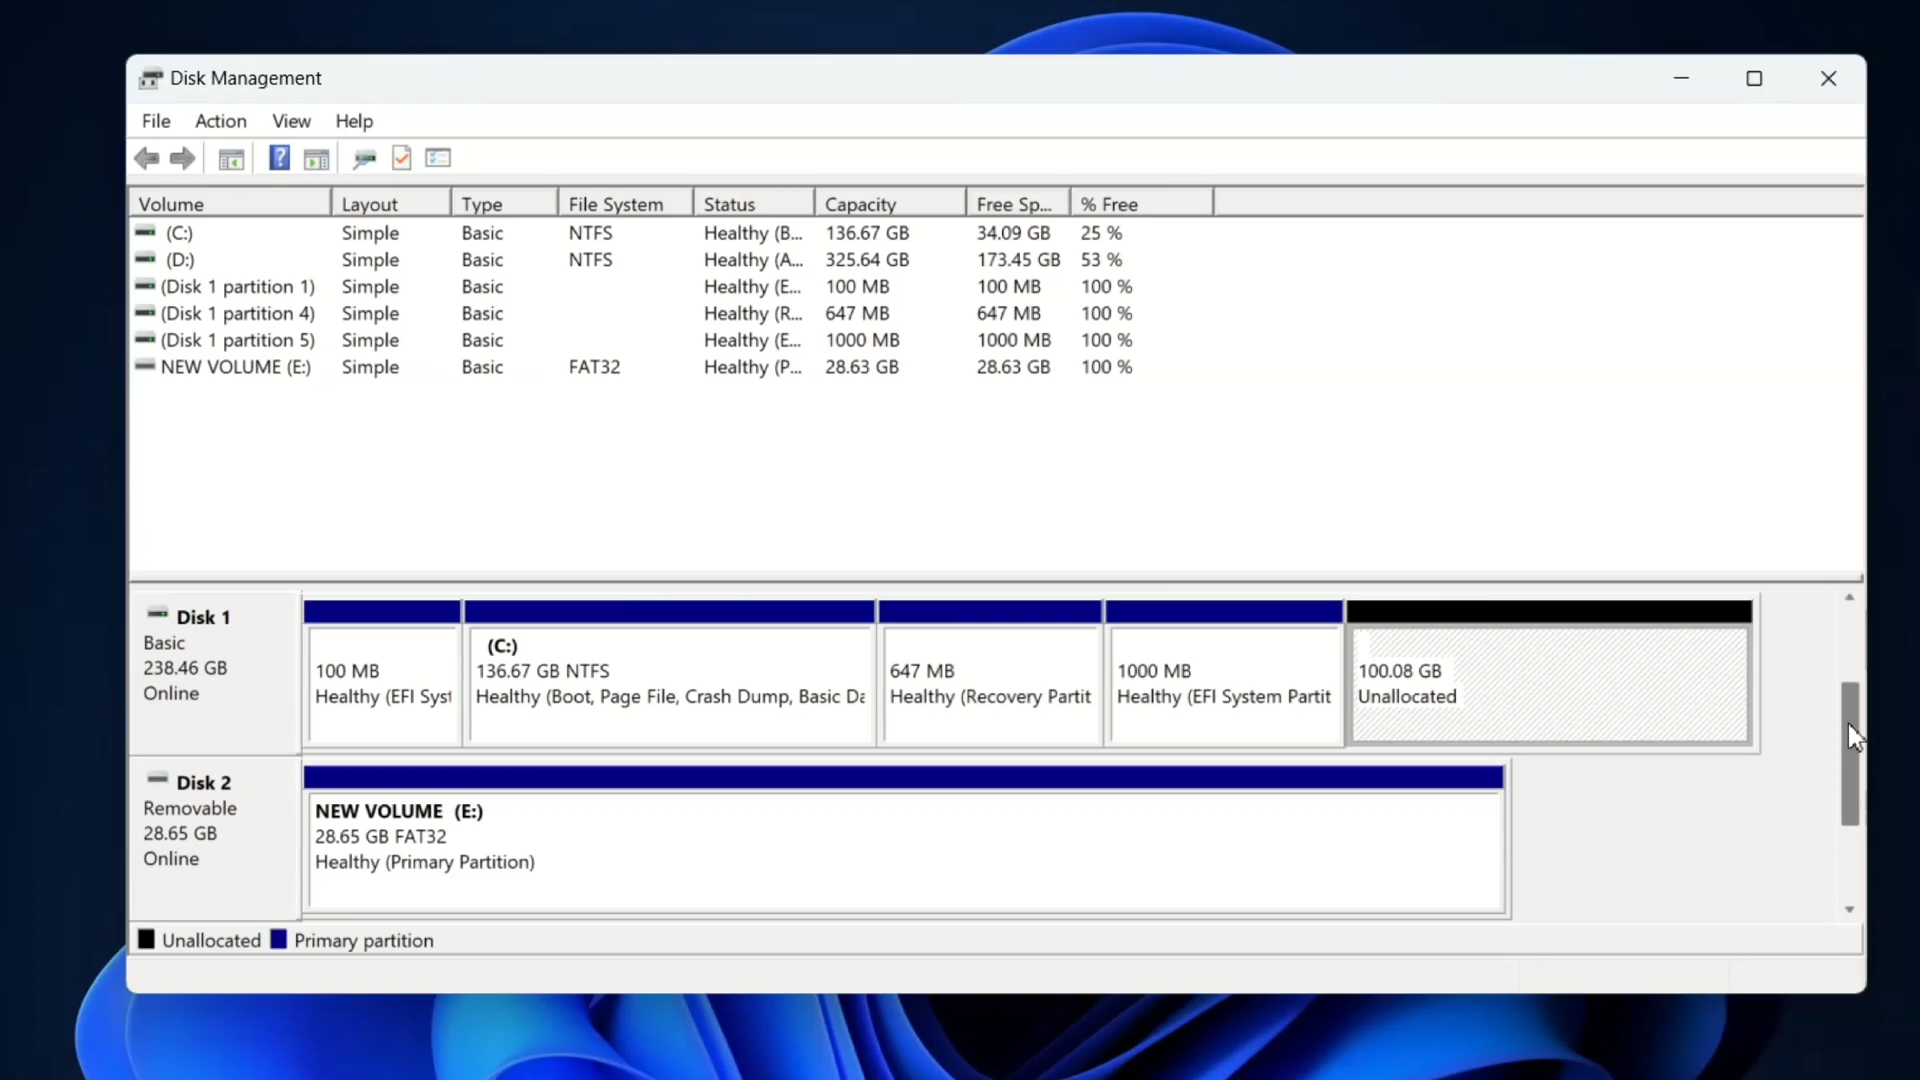 Disk Management
File Action View Help
Volume Layout Type File System Status Capacity Free Sp... % Free
(C:) Simple Basic NTFS Healthy (B... 136.67 GB 34.09 GB 25 %
(D:) Simple Basic NTFS Healthy (A... 325.64 GB 173.45 GB 53 %
(Disk 1 partition 1) Simple Basic Healthy (E... 100 MB 100 MB 100 %
(Disk 1 partition 4) Simple Basic Healthy (R... 647 MB 647 MB 100 %
(Disk 1 partition 5) Simple Basic Healthy (E... 1000 MB 1000 MB 100 %
NEW VOLUME (E:) Simple Basic FAT32 Healthy (P... 28.63 GB 28.63 GB 100 %
Disk 1
Basic
238.46 GB
Online
100 MB
Healthy (EFI Syst
(C:)
136.67 GB NTFS
Healthy (Boot, Page File, Crash Dump, Basic Da
647 MB
Healthy (Recovery Partit
1000 MB
Healthy (EFI System Partit
100.08 GB
Unallocated
Disk 2
Removable
28.65 GB
Online
NEW VOLUME (E:)
28.65 GB FAT32
Healthy (Primary Partition)
Unallocated Primary partition